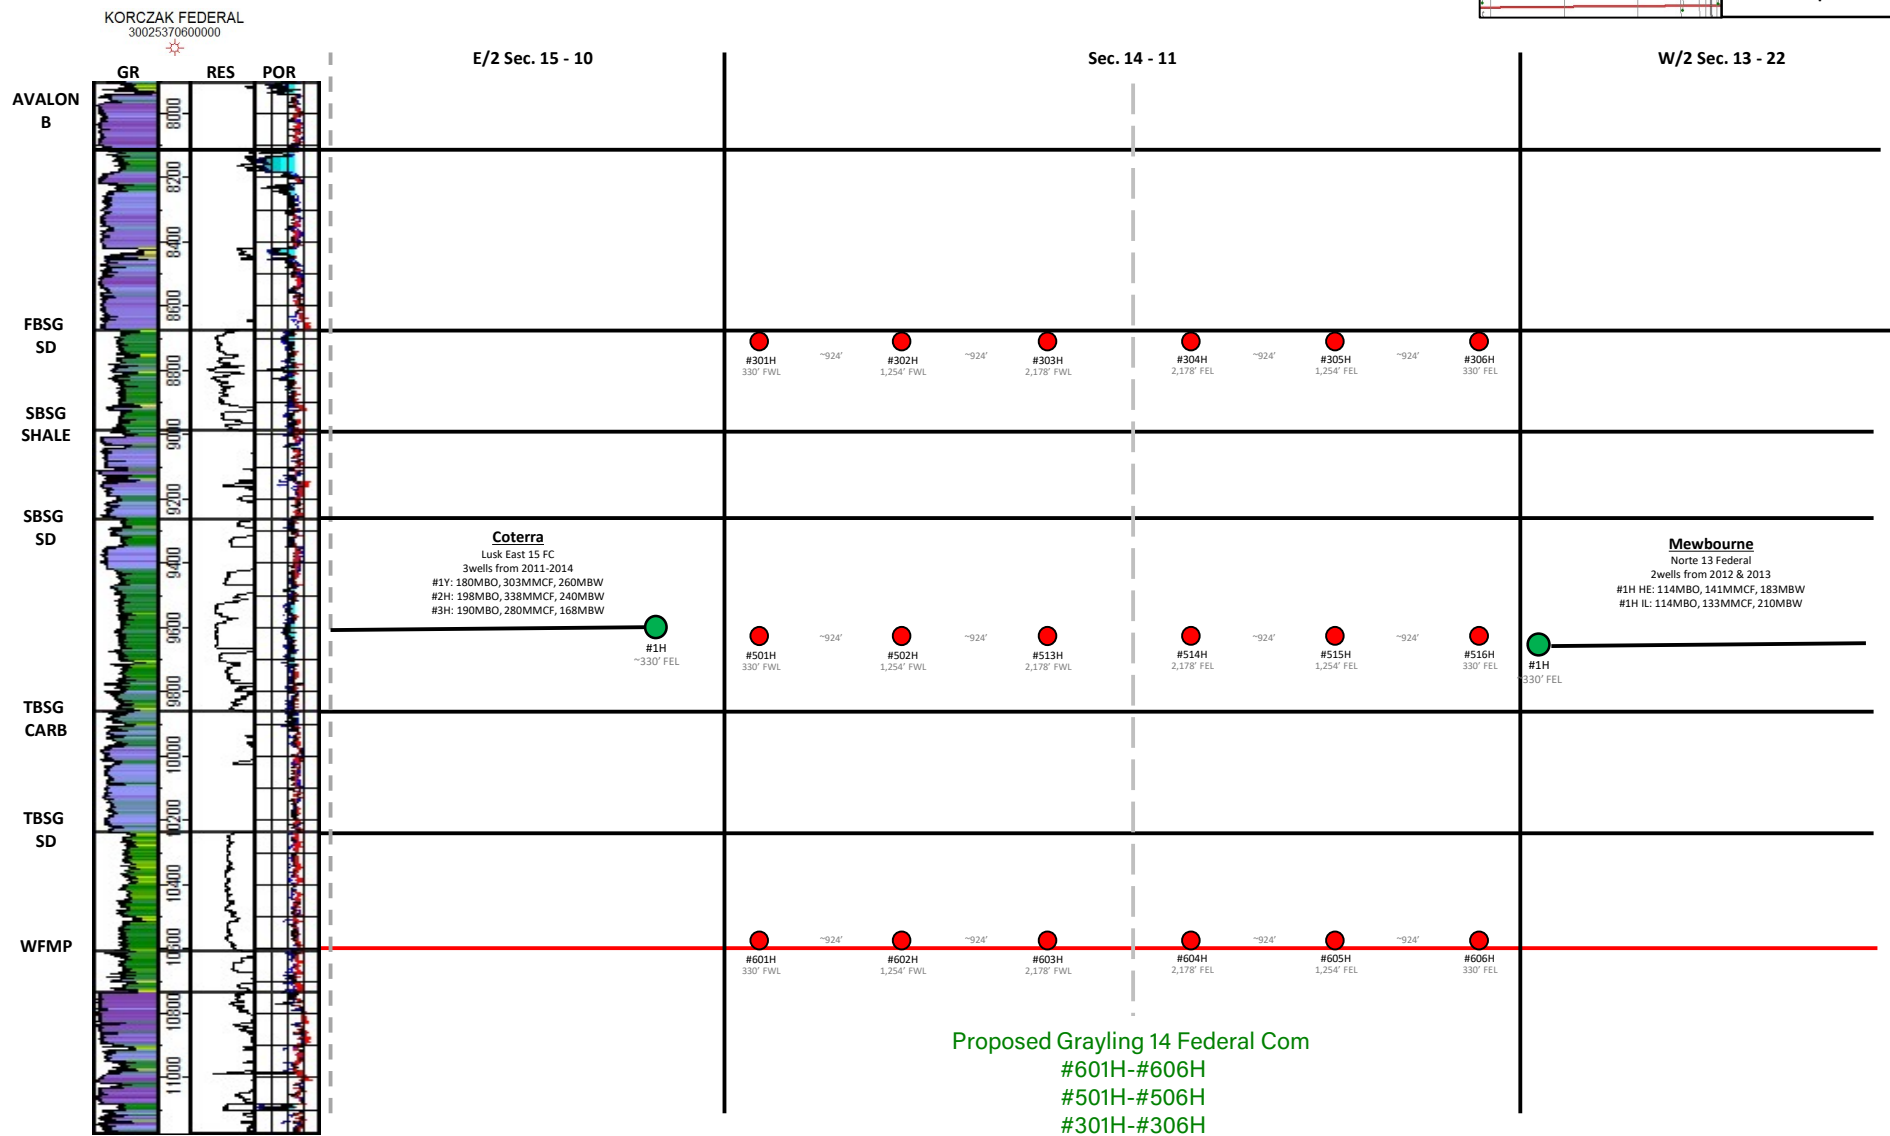 KORCZAK FEDERAL
30025370600000
GR RES POR
E/2 Sec. 15 - 10
Sec. 14 - 11
W/2 Sec. 13 - 22
AVALON
B
FBSG
SD
SBSG
SHALE
SBSG
SD
TBSG
CARB
TBSG
SD
WFMP
8000
8200
8400
8600
8800
9000
9200
9400
9600
9800
10000
10200
10400
10600
10800
11000
~924' ~924' ~924' ~924'
#301H #302H #303H #304H #305H #306H
330' FWL 1,254' FWL 2,178' FWL 2,178' FEL 1,254' FEL 330' FEL
Coterra
Lusk East 15 FC
3wells from 2011-2014
#1Y: 180MBO, 303MMCF, 260MBW
#2H: 198MBO, 338MMCF, 240MBW
#3H: 190MBO, 280MMCF, 168MBW
#1H
~330' FEL
Mewbourne
Norte 13 Federal
2wells from 2012 & 2013
#1H HE: 114MBO, 141MMCF, 183MBW
#1H IL: 114MBO, 133MMCF, 210MBW
#1H
~330' FEL
~924' ~924' ~924' ~924'
#501H #502H #513H #514H #515H #516H
330' FWL 1,254' FWL 2,178' FWL 2,178' FEL 1,254' FEL 330' FEL
~924' ~924' ~924' ~924'
#601H #602H #603H #604H #605H #606H
330' FWL 1,254' FWL 2,178' FWL 2,178' FEL 1,254' FEL 330' FEL
Proposed Grayling 14 Federal Com
#601H-#606H
#501H-#506H
#301H-#306H